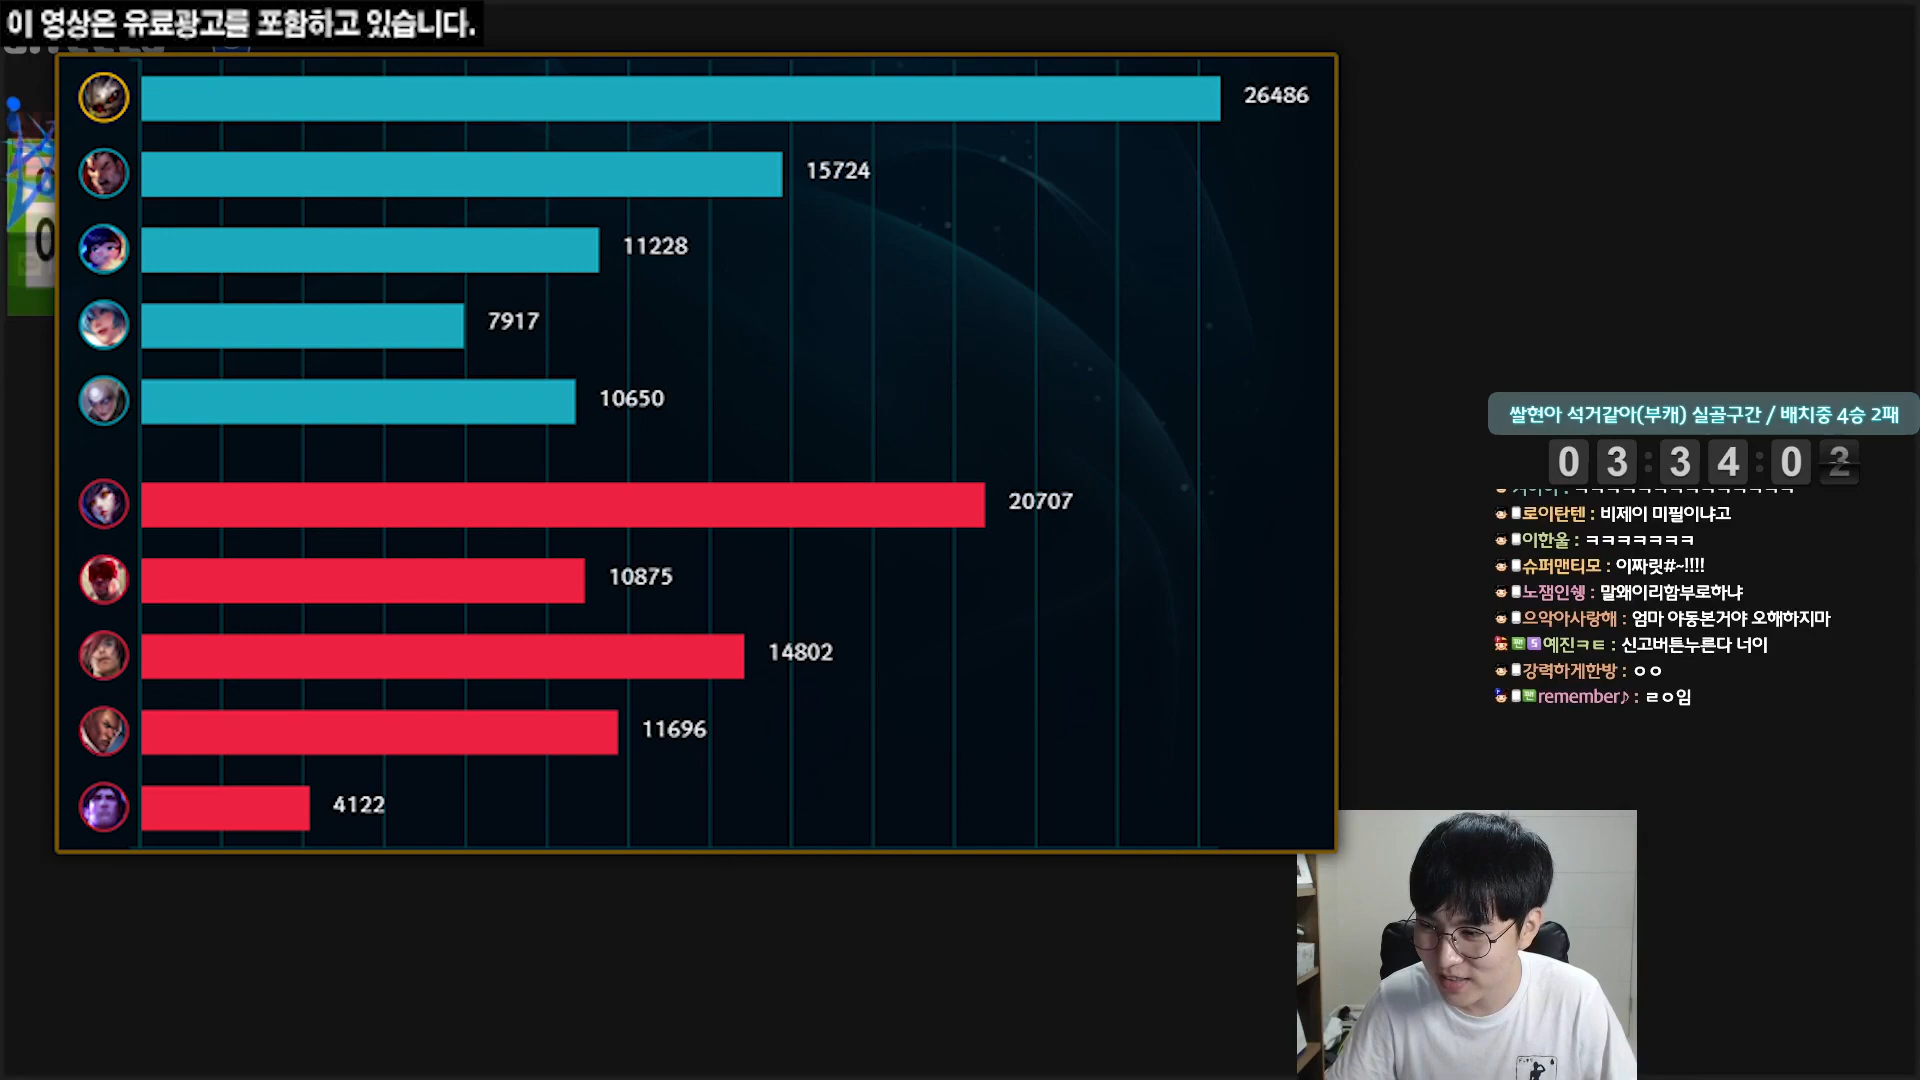 이 영상은 유료광고를 포함하고 있습니다.
26486
15724
11228
7917
10650
20707
10875
14802
11696
4122
0
쌀현아 석거같아(부캐) 실골구간 / 배치중 4승 2패
03:34:02
로이탄텐 : 비제이 미필이냐고
이한울 : ㅋㅋㅋㅋㅋㅋㅋ
슈퍼맨티모 : 이짜릿#~!!!!
노잼인쉥 : 말왜이리함부로하냐
으악아사랑해 : 엄마 야동본거야 오해하지마
팬 S 예진ㅋㅌ : 신고버튼누른다 너이
강력하게한방 : ㅇㅇ
팬 remember♪ : ㄹㅇ임